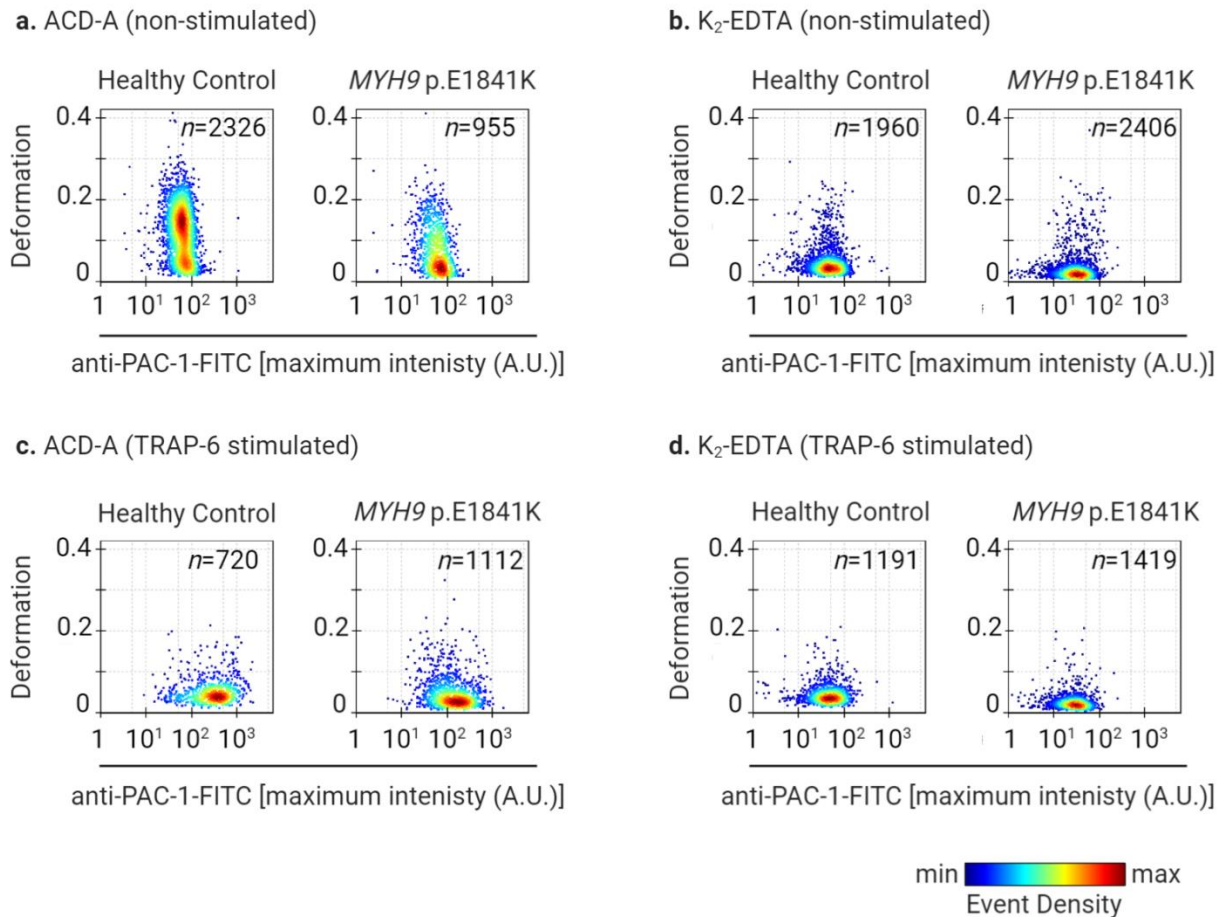 a. ACD-A (non-stimulated)
Healthy Control
MYH9 p.E1841K
Deformation
0.4
0.2
0
n=2326
1 10¹ 10² 10³
0.4
0.2
0
n=955
1 10¹ 10² 10³
anti-PAC-1-FITC [maximum intenisty (A.U.)]
b. K₂-EDTA (non-stimulated)
Healthy Control
MYH9 p.E1841K
Deformation
0.4
0.2
0
n=1960
1 10¹ 10² 10³
0.4
0.2
0
n=2406
1 10¹ 10² 10³
anti-PAC-1-FITC [maximum intenisty (A.U.)]
c. ACD-A (TRAP-6 stimulated)
Healthy Control
MYH9 p.E1841K
Deformation
0.4
0.2
0
n=720
1 10¹ 10² 10³
0.4
0.2
0
n=1112
1 10¹ 10² 10³
anti-PAC-1-FITC [maximum intenisty (A.U.)]
d. K₂-EDTA (TRAP-6 stimulated)
Healthy Control
MYH9 p.E1841K
Deformation
0.4
0.2
0
n=1191
1 10¹ 10² 10³
0.4
0.2
0
n=1419
1 10¹ 10² 10³
anti-PAC-1-FITC [maximum intenisty (A.U.)]
min max
Event Density